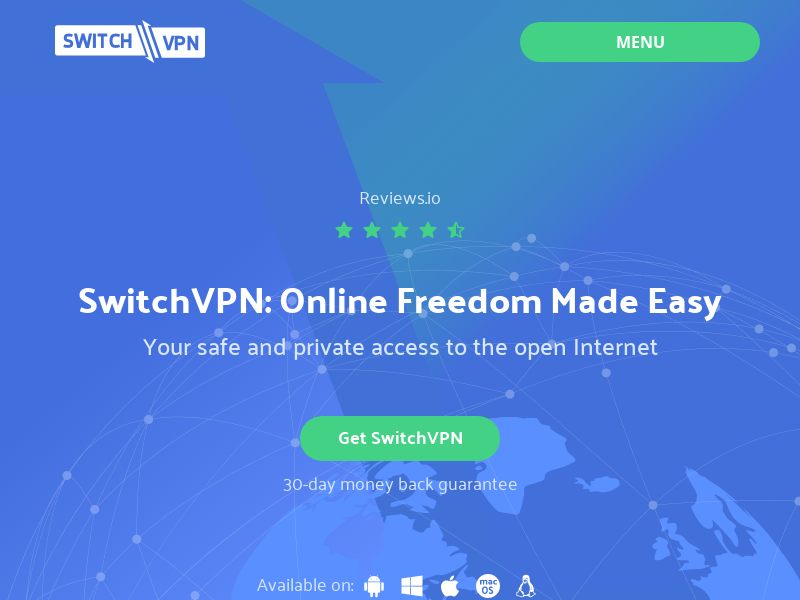 SWITCH VPN
MENU
Reviews.io
SwitchVPN: Online Freedom Made Easy
Your safe and private access to the open Internet
Get SwitchVPN
30-day money back guarantee
Available on: mac OS